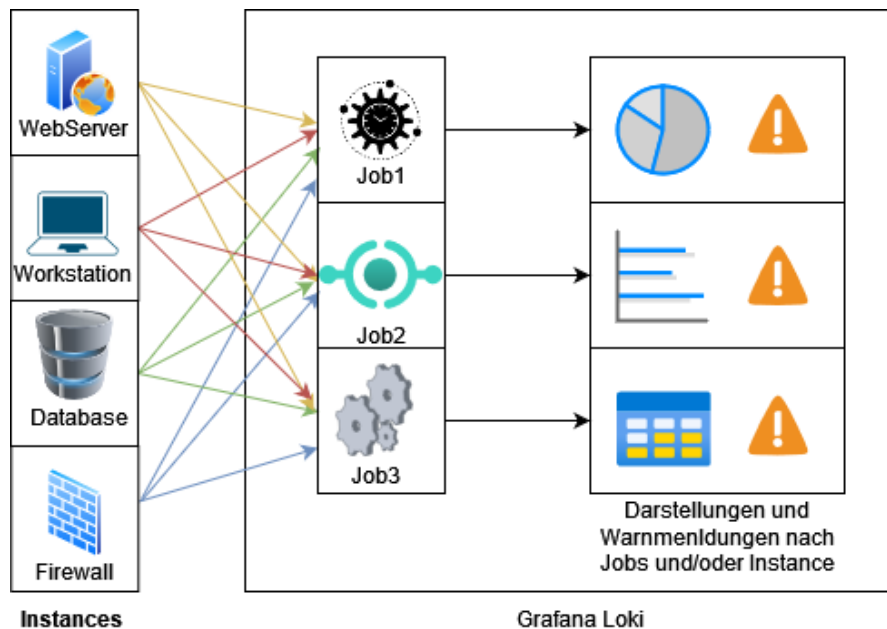 WebServer
Workstation
Database
Firewall
Instances
Job1
Job2
Job3
Darstellungen und
Warnmenldungen nach
Jobs und/oder Instance
Grafana Loki